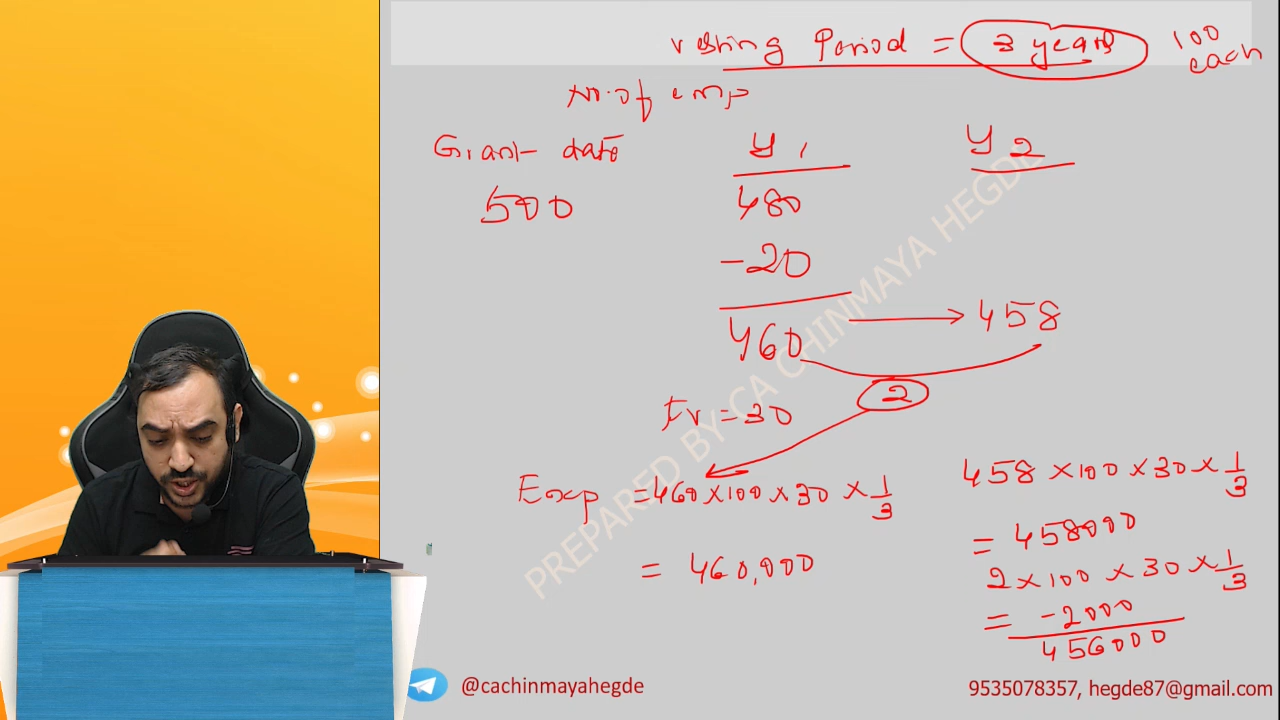 vesting Period = 3 years 100 each
No. of emp
Grant date Y1 Y2
500 480
-20
460 → 458
2
FV = 30
Exp = 460 × 100 × 30 × 1/3
= 460,000
458 × 100 × 30 × 1/3
= 458000
2 × 100 × 30 × 1/3
= -2000
456000
PREPARED BY CA CHINMAYA HEGDE
@cachinmayahegde
9535078357, hegde87@gmail.com